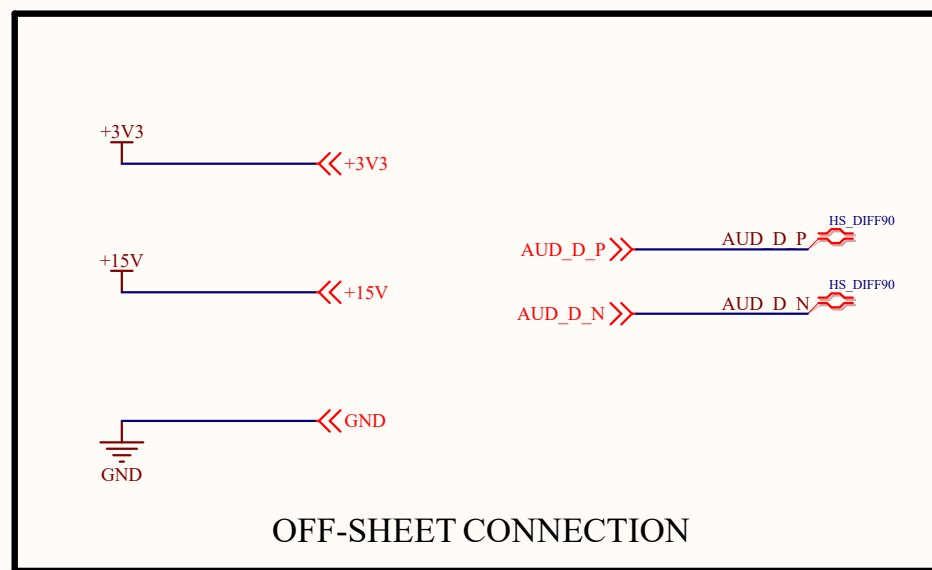 +3V3
+3V3
+15V
+15V
GND
GND
HS_DIFF90
AUD_D_P
AUD_D_P
HS_DIFF90
AUD_D_N
AUD_D_N
OFF-SHEET CONNECTION